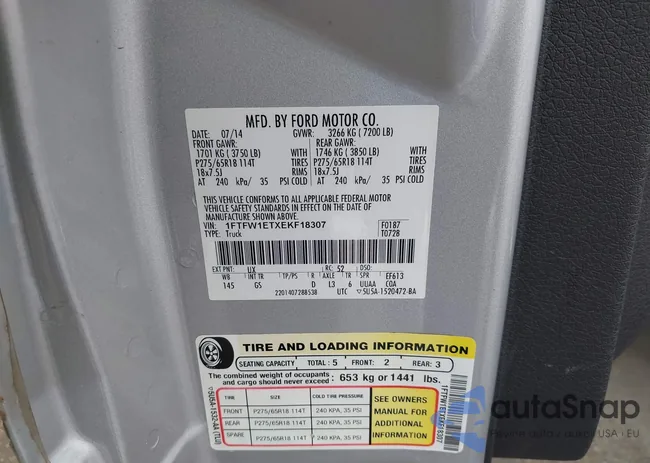 MFD. BY FORD MOTOR CO.
DATE: 07/14 GVWR: 3266 KG ( 7200 LB)
FRONT GAWR: REAR GAWR:
1701 KG ( 3750 LB) WITH 1746 KG ( 3850 LB) WITH
P275/65R18 114T TIRES P275/65R18 114T TIRES
18x7.5J RIMS 18x7.5J RIMS
AT 240 kPa/ 35 PSI COLD AT 240 kPa/ 35 PSI COLD
THIS VEHICLE CONFORMS TO ALL APPLICABLE FEDERAL MOTOR
VEHICLE SAFETY STANDARDS IN EFFECT ON THE DATE OF
MANUFACTURE SHOWN ABOVE.
VIN: 1FTFW1ETXEKF18307 F0187
TYPE: Truck T0728
EXT PNT: UX RC: 52 DSO:
WB INT TR TP/PS R AXLE TR SPR EF613
145 GS D L3 6 UUAA COA
2201407288538 UTC ▽5U5A-1520472-BA
TIRE AND LOADING INFORMATION
SEATING CAPACITY TOTAL: 5 FRONT: 2 REAR: 3
The combined weight of occupants and cargo should never exceed: 653 kg or 1441 lbs.
TIRE SIZE COLD TIRE PRESSURE
FRONT P275/65R18 114T 240 KPA, 35 PSI
REAR P275/65R18 114T 240 KPA, 35 PSI
SPARE P275/65R18 114T 240 KPA, 35 PSI
SEE OWNERS
MANUAL FOR
ADDITIONAL
INFORMATION
1FTFW1ETXEKF18307
autoSnap